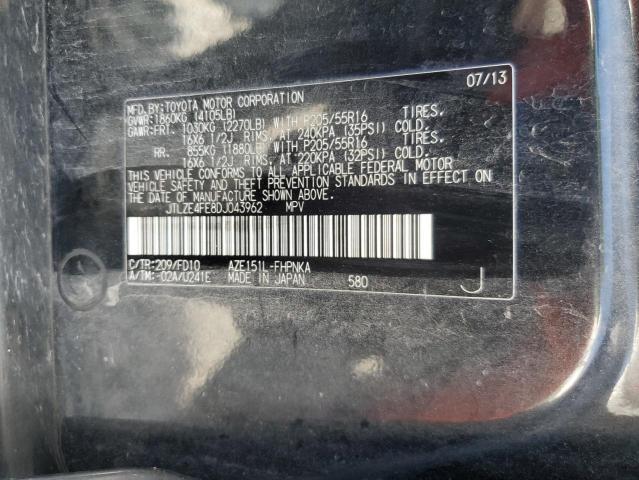 MFD.BY:TOYOTA MOTOR CORPORATION 07/13
GVWR:1860KG (4105LB)
GAWR:FRT. 1030KG (2270LB) WITH P205/55R16 TIRES.
16X6 1/2J RIMS, AT 240KPA (35PSI) COLD.
RR. 855KG (1880LB) WITH P205/55R16 TIRES.
16X6 1/2J RIMS, AT 220KPA (32PSI) COLD.
THIS VEHICLE CONFORMS TO ALL APPLICABLE FEDERAL MOTOR
VEHICLE SAFETY AND THEFT PREVENTION STANDARDS IN EFFECT ON
THE DATE OF MANUFACTURE SHOWN ABOVE.
JTLZE4FE8DJ043962 MPV
C/TR:209/FD10 AZE151L-FHPNKA
A/TM:-02A/U241E MADE IN JAPAN 580 J